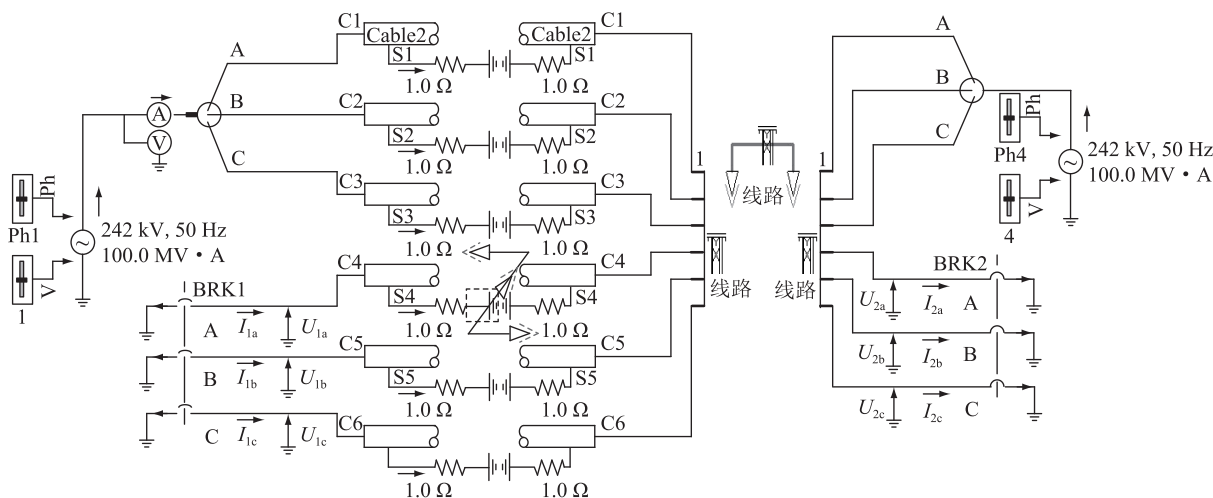 C1
Cable2
Cable2
C1
A
S1
S1
1.0 Ω
1.0 Ω
A
B
C
C2
C2
A
B
S2
S2
1.0 Ω
1.0 Ω
V
C
C3
C3
1
线路
1
Ph
Ph4
242 kV, 50 Hz
100.0 MV·A
V
4
Ph
Ph1
242 kV, 50 Hz
100.0 MV·A
V
1
S3
S3
1.0 Ω
1.0 Ω
C4
C4
线路
线路
BRK1
S4
S4
1.0 Ω
1.0 Ω
A
I1a
U1a
BRK2
U2a
I2a
A
C5
C5
B
I1b
U1b
S5
S5
1.0 Ω
1.0 Ω
U2b
I2b
B
C6
C6
C
I1c
U1c
1.0 Ω
1.0 Ω
U2c
I2c
C